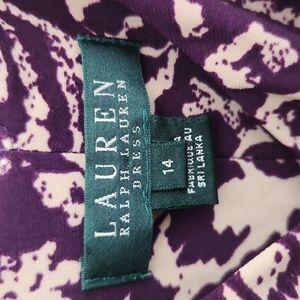 LAUREN
RALPH LAUREN
DRESS
14
FABRIQUÉ AU
SRI LANKA